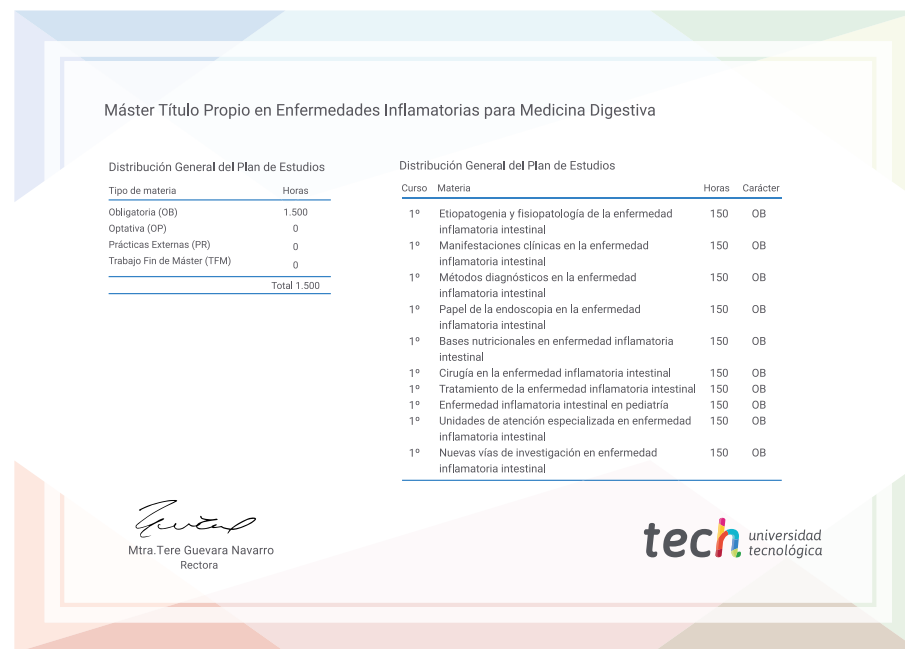 Máster Título Propio en Enfermedades Inflamatorias para Medicina Digestiva
Distribución General del Plan de Estudios
Tipo de materia Horas
Obligatoria (OB) 1.500
Optativa (OP) 0
Prácticas Externas (PR) 0
Trabajo Fin de Máster (TFM) 0
Total 1.500
Distribución General del Plan de Estudios
Curso Materia Horas Carácter
1º Etiopatogenia y fisiopatología de la enfermedad 150 OB
inflamatoria intestinal
1º Manifestaciones clínicas en la enfermedad 150 OB
inflamatoria intestinal
1º Métodos diagnósticos en la enfermedad 150 OB
inflamatoria intestinal
1º Papel de la endoscopia en la enfermedad 150 OB
inflamatoria intestinal
1º Bases nutricionales en enfermedad inflamatoria 150 OB
intestinal
1º Cirugía en la enfermedad inflamatoria intestinal 150 OB
1º Tratamiento de la enfermedad inflamatoria intestinal 150 OB
1º Enfermedad inflamatoria intestinal en pediatría 150 OB
1º Unidades de atención especializada en enfermedad 150 OB
inflamatoria intestinal
1º Nuevas vías de investigación en enfermedad 150 OB
inflamatoria intestinal
Mtra.Tere Guevara Navarro
Rectora
tech universidad
tecnológica